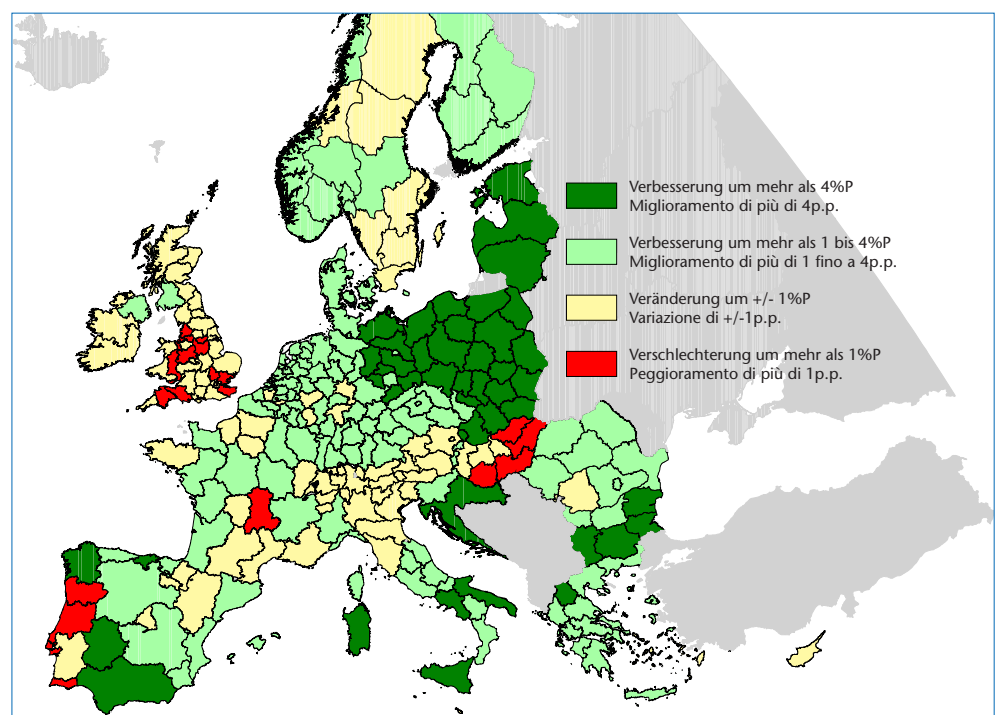 Verbesserung um mehr als 4%P
Miglioramento di più di 4p.p.
Verbesserung um mehr als 1 bis 4%P
Miglioramento di più di 1 fino a 4p.p.
Veränderung um +/- 1%P
Variazione di +/-1p.p.
Verschlechterung um mehr als 1%P
Peggioramento di più di 1p.p.